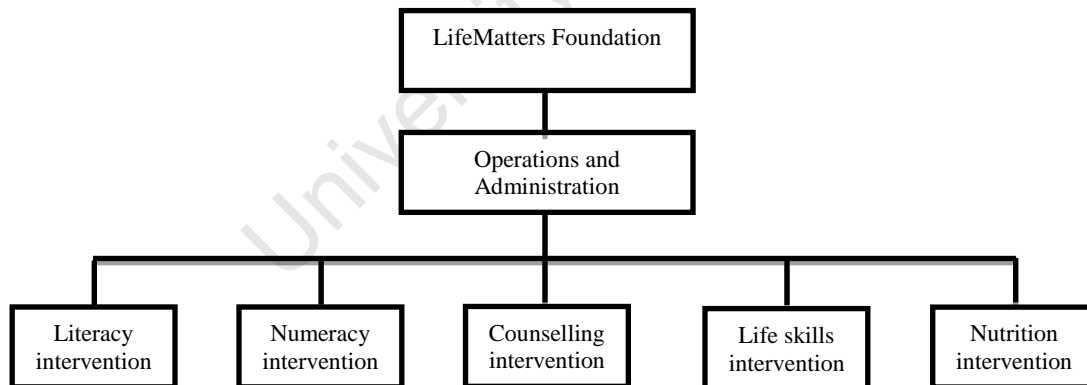 LifeMatters Foundation
Operations and
Administration
Literacy
intervention
Numeracy
intervention
Counselling
intervention
Life skills
intervention
Nutrition
intervention